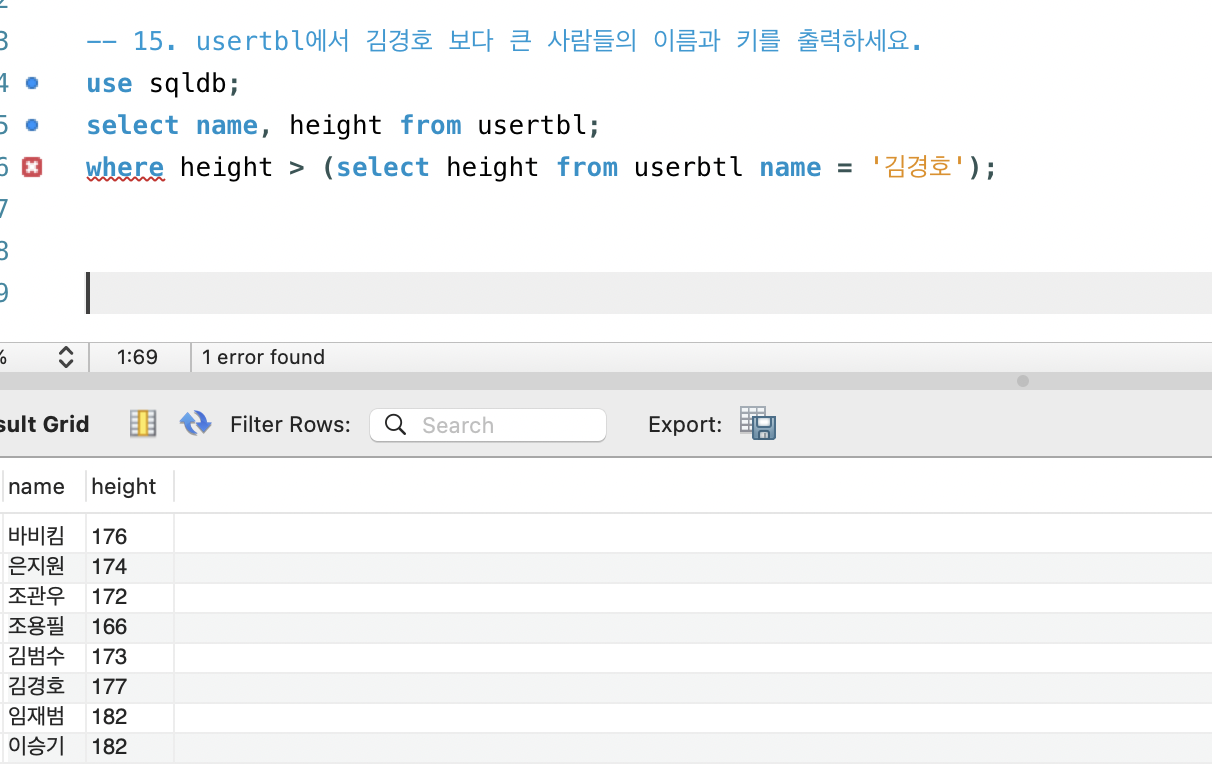 2
3 -- 15. usertbl에서 김경호 보다 큰 사람들의 이름과 키를 출력하세요.
4 use sqldb;
5 select name, height from usertbl;
6 where height > (select height from userbtl name = '김경호');
7
8
9
% 1:69 1 error found
sult Grid Filter Rows: Search Export:
name height
바비킴 176
은지원 174
조관우 172
조용필 166
김범수 173
김경호 177
임재범 182
이승기 182